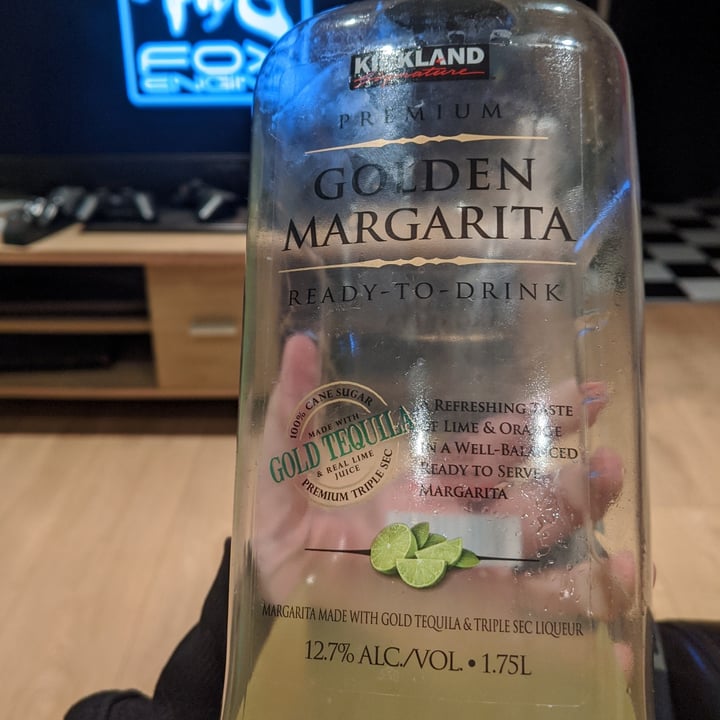 FOX
ENGINE
KIRKLAND
Signature
PREMIUM
GOLDEN
MARGARITA
READY-TO-DRINK
100% CANE SUGAR
MADE WITH
GOLD TEQUILA
& REAL LIME
JUICE
PREMIUM TRIPLE SEC
A REFRESHING TASTE
OF LIME & ORANGE
IN A WELL-BALANCED
READY TO SERVE
MARGARITA
MARGARITA MADE WITH GOLD TEQUILA & TRIPLE SEC LIQUEUR
12.7% ALC./VOL. • 1.75L